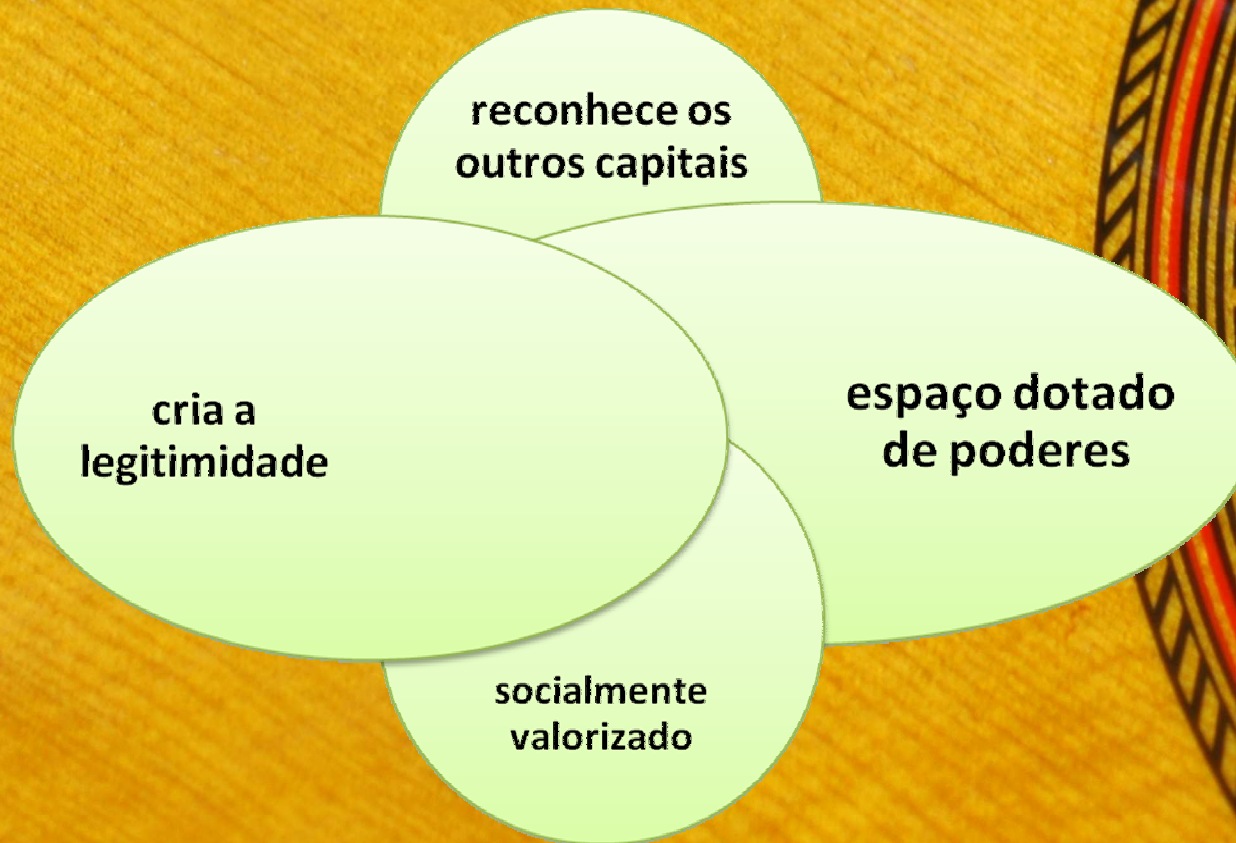 reconhece os
outros capitais
cria a
legitimidade
espaço dotado
de poderes
socialmente
valorizado